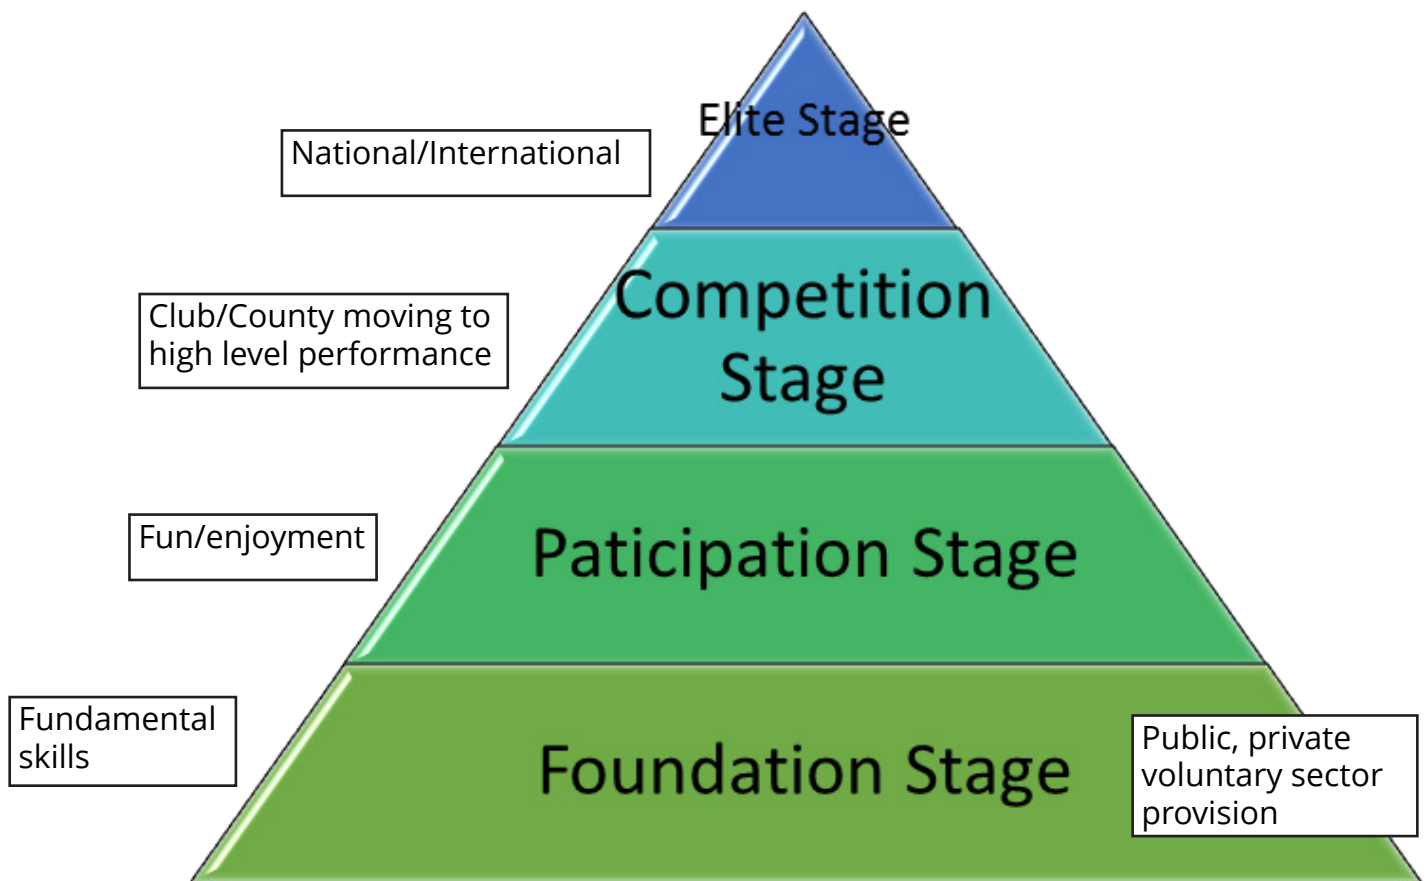 Elite Stage
National/International
Competition
Stage
Club/County moving to
high level performance
Paticipation Stage
Fun/enjoyment
Foundation Stage
Fundamental
skills
Public, private
voluntary sector
provision